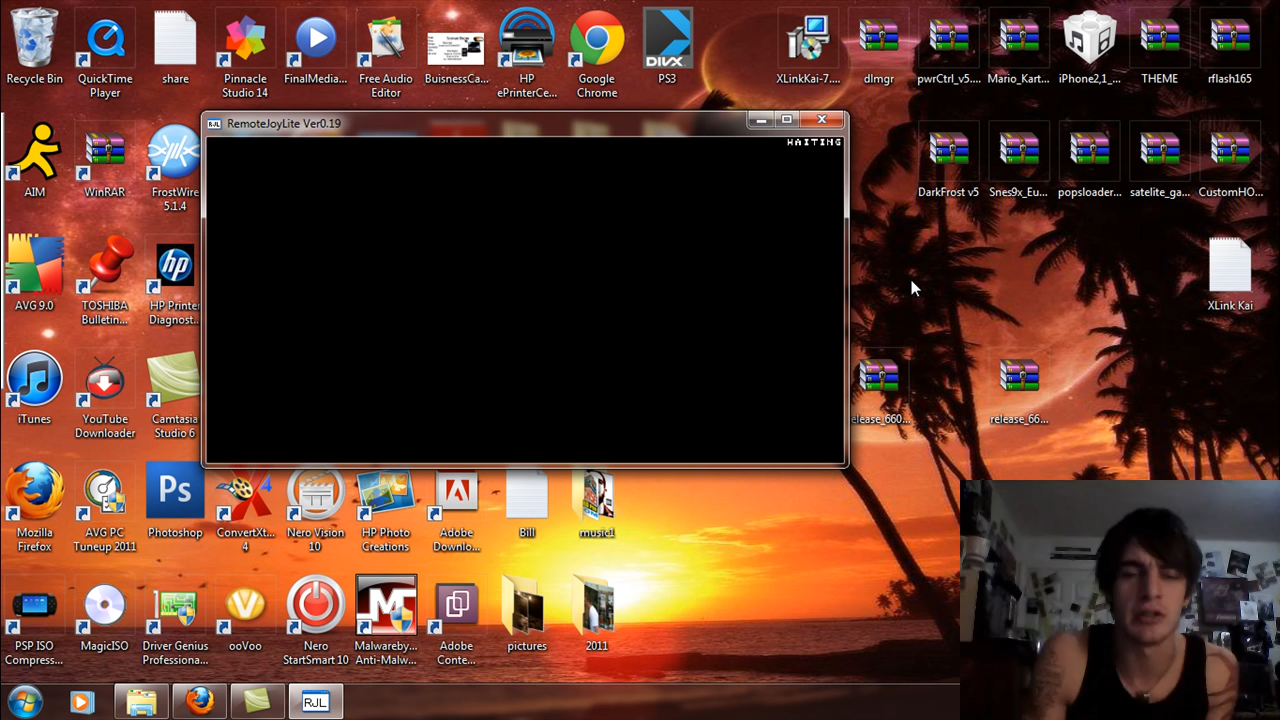 DIVX
Recycle Bin
QuickTime
Player
share
Pinnacle
Studio 14
FinalMedia...
Free Audio
Editor
BuisnessCa...
HP
ePrinterCe...
Google
Chrome
PS3
XLinkKai-7....
dlmgr
pwrCtrl_v5....
Mario_Kart...
iPhone2,1_...
THEME
rflash165
RJL
RemoteJoyLite Ver0.19
WAITING
AIM
WinRAR
FrostWire
5.1.4
DarkFrost v5
Snes9x_Eu...
popsloader...
satelite_ga...
CustomHO...
hp
AVG 9.0
TOSHIBA
Bulletin...
HP Printer
Diagnost...
XLink Kai
iTunes
YouTube
Downloader
Camtasia
Studio 6
elease_660...
release_66...
Ps
Mozilla
Firefox
AVG PC
Tuneup 2011
Photoshop
ConvertXt...
4
Nero Vision
10
HP Photo
Creations
Adobe
Downlo...
Bill
music1
PSP ISO
Compress...
MagicISO
Driver Genius
Professiona...
ooVoo
Nero
StartSmart 10
Malwareby...
Anti-Malw...
Adobe
Conte...
pictures
2011
RJL